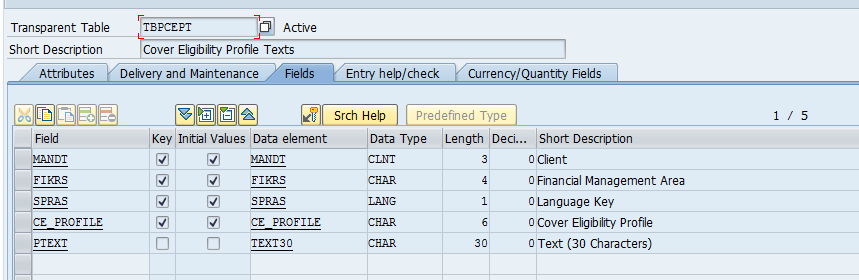 Transparent Table TBPCEPT Active
Short Description Cover Eligibility Profile Texts
Attributes Delivery and Maintenance Fields Entry help/check Currency/Quantity Fields
Srch Help Predefined Type 1 / 5
Field Key Initial Values Data element Data Type Length Deci... Short Description
MANDT MANDT CLNT 3 0 Client
FIKRS FIKRS CHAR 4 0 Financial Management Area
SPRAS SPRAS LANG 1 0 Language Key
CE_PROFILE CE_PROFILE CHAR 6 0 Cover Eligibility Profile
PTEXT TEXT30 CHAR 30 0 Text (30 Characters)